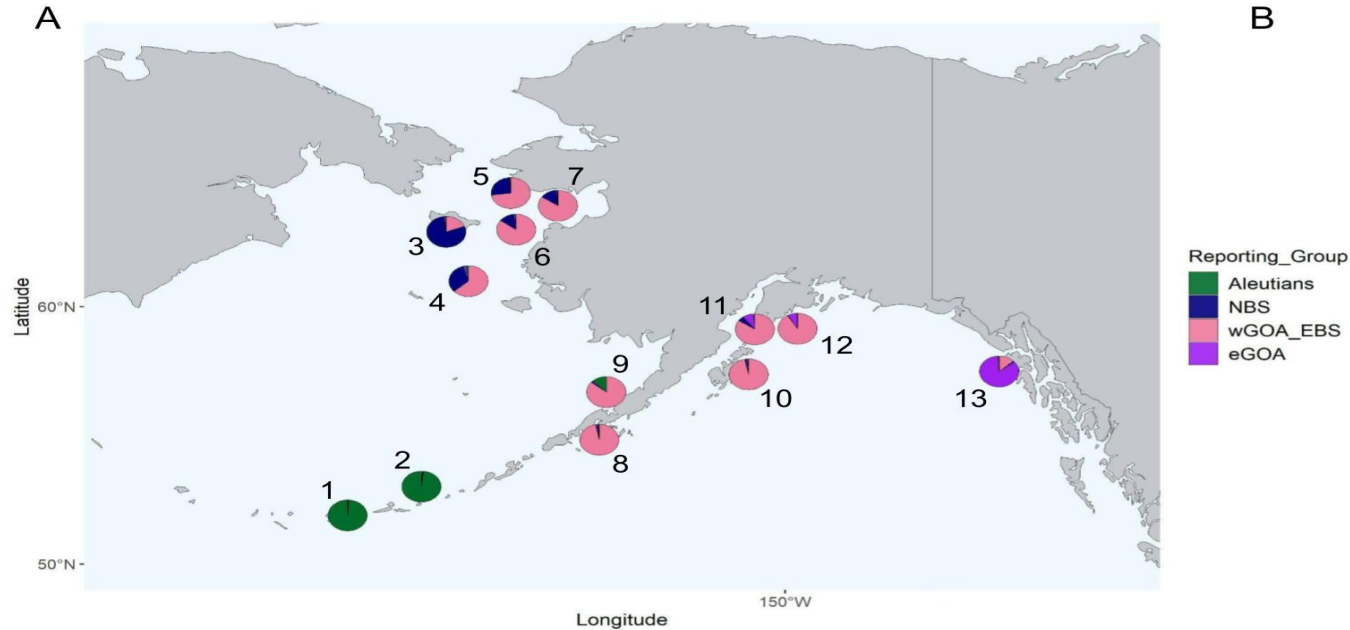 A
B
5
7
3
6
4
60°N
Latitude
11
12
9
10
13
8
2
1
50°N
150°W
Longitude
Reporting_Group
Aleutians
NBS
wGOA_EBS
eGOA